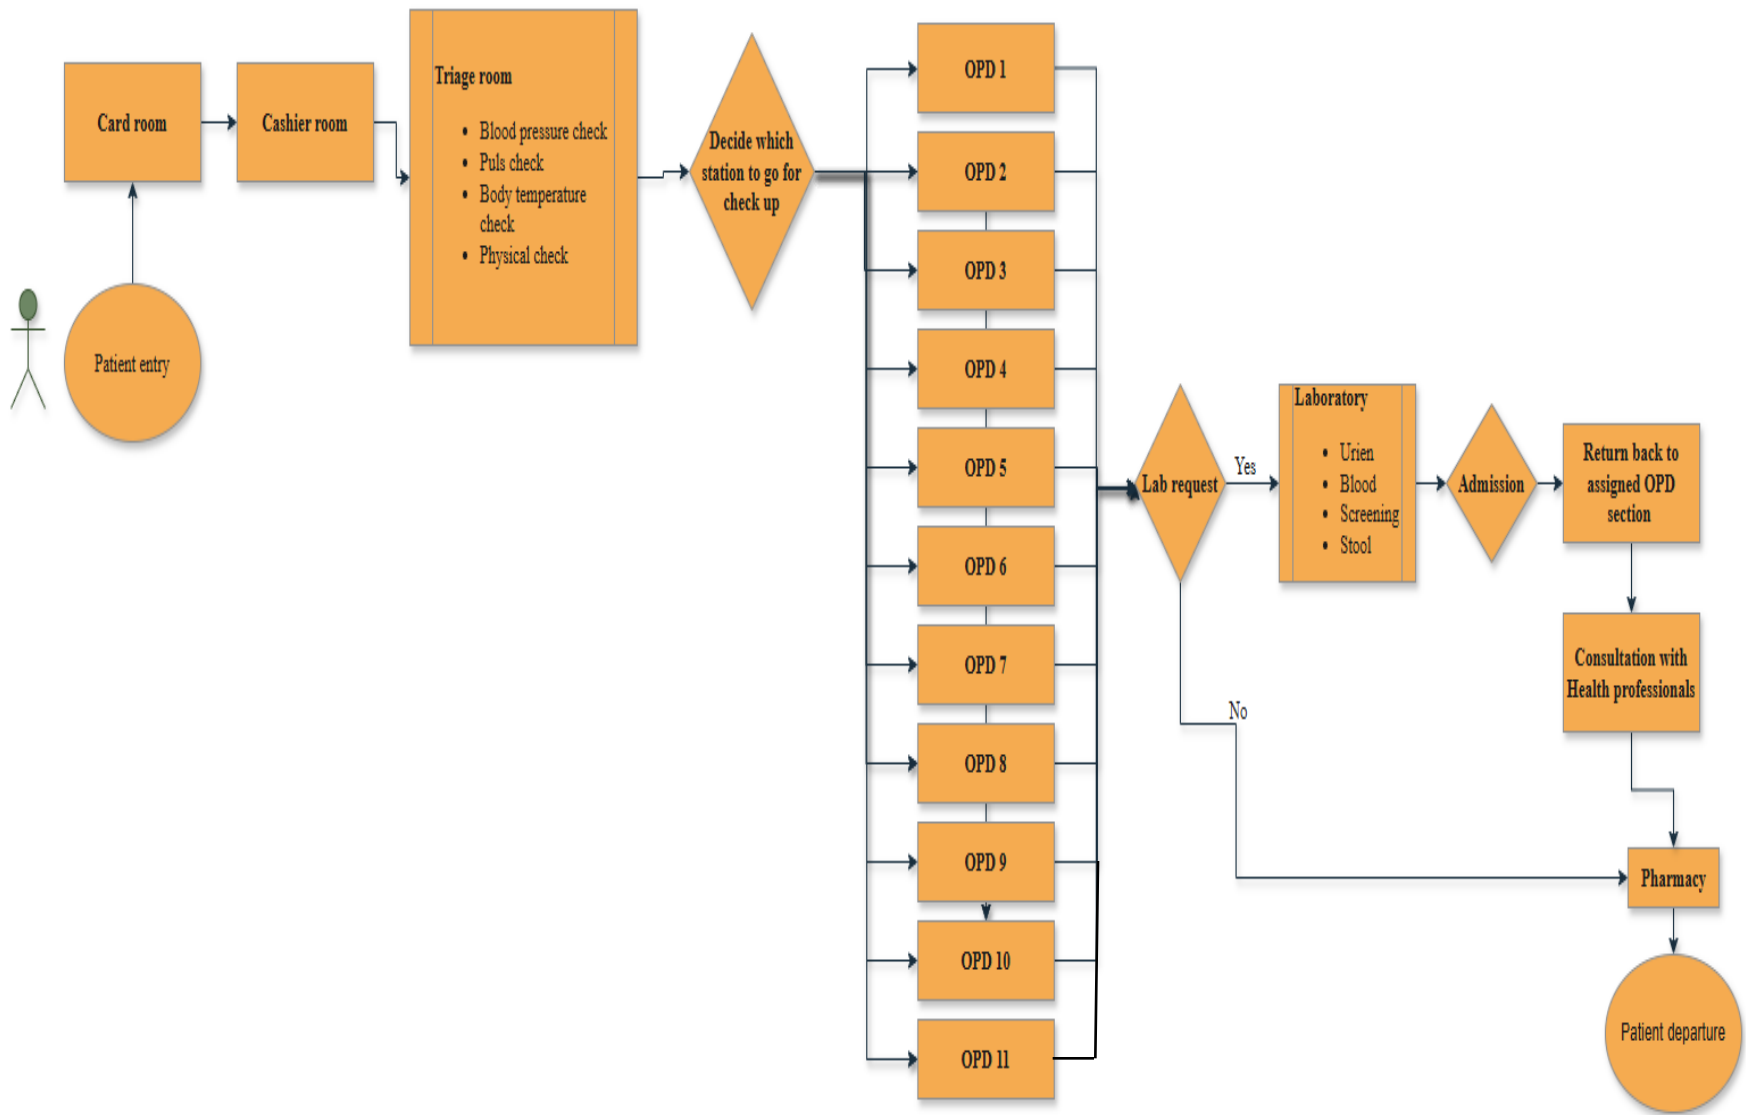 Card room
Cashier room
Triage room
• Blood pressure check
• Puls check
• Body temperature
check
• Physical check
Decide which
station to go for
check up
Patient entry
OPD 1
OPD 2
OPD 3
OPD 4
OPD 5
OPD 6
OPD 7
OPD 8
OPD 9
OPD 10
OPD 11
Lab request
Yes
No
Laboratory
• Urien
• Blood
• Screening
• Stool
Admission
Return back to
assigned OPD
section
Consultation with
Health professionals
Pharmacy
Patient departure